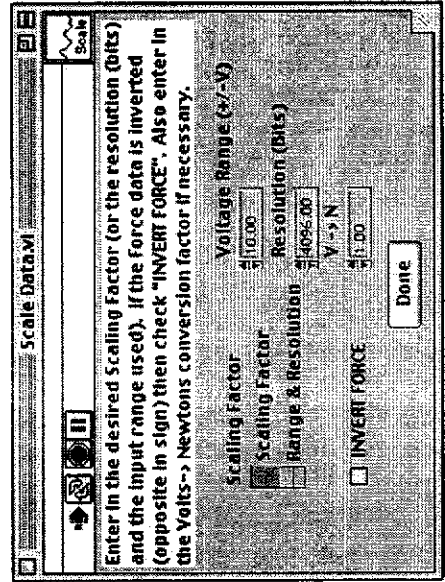 Scale Data.vi
Scale
Enter in the desired Scaling Factor (or the resolution (bits)
and the input range used). If the Force data is inverted
(opposite in sign) then check "INVERT FORCE". Also enter in
the Volts-> Newtons conversion factor if necessary.
Scaling Factor
Scaling Factor
Range & Resolution
INVERT FORCE
Voltage Range (+/-V)
10.00
Resolution (Bits)
4096.00
V -> N
1.00
Done